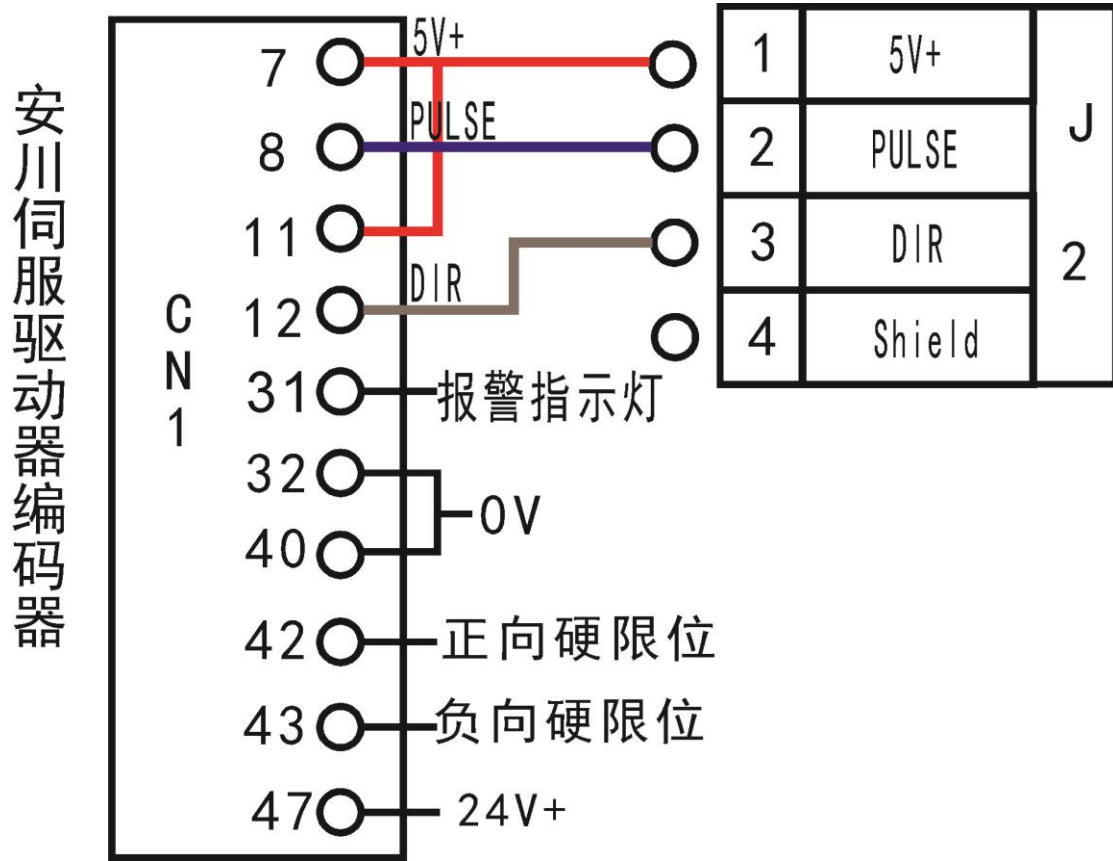 安川伺服驱动器编码器
CN1
7
5V+
8
PULSE
11
12
DIR
31
报警指示灯
32
40
0V
42
正向硬限位
43
负向硬限位
47
24V+
1 5V+
2 PULSE
3 DIR
4 Shield
J2